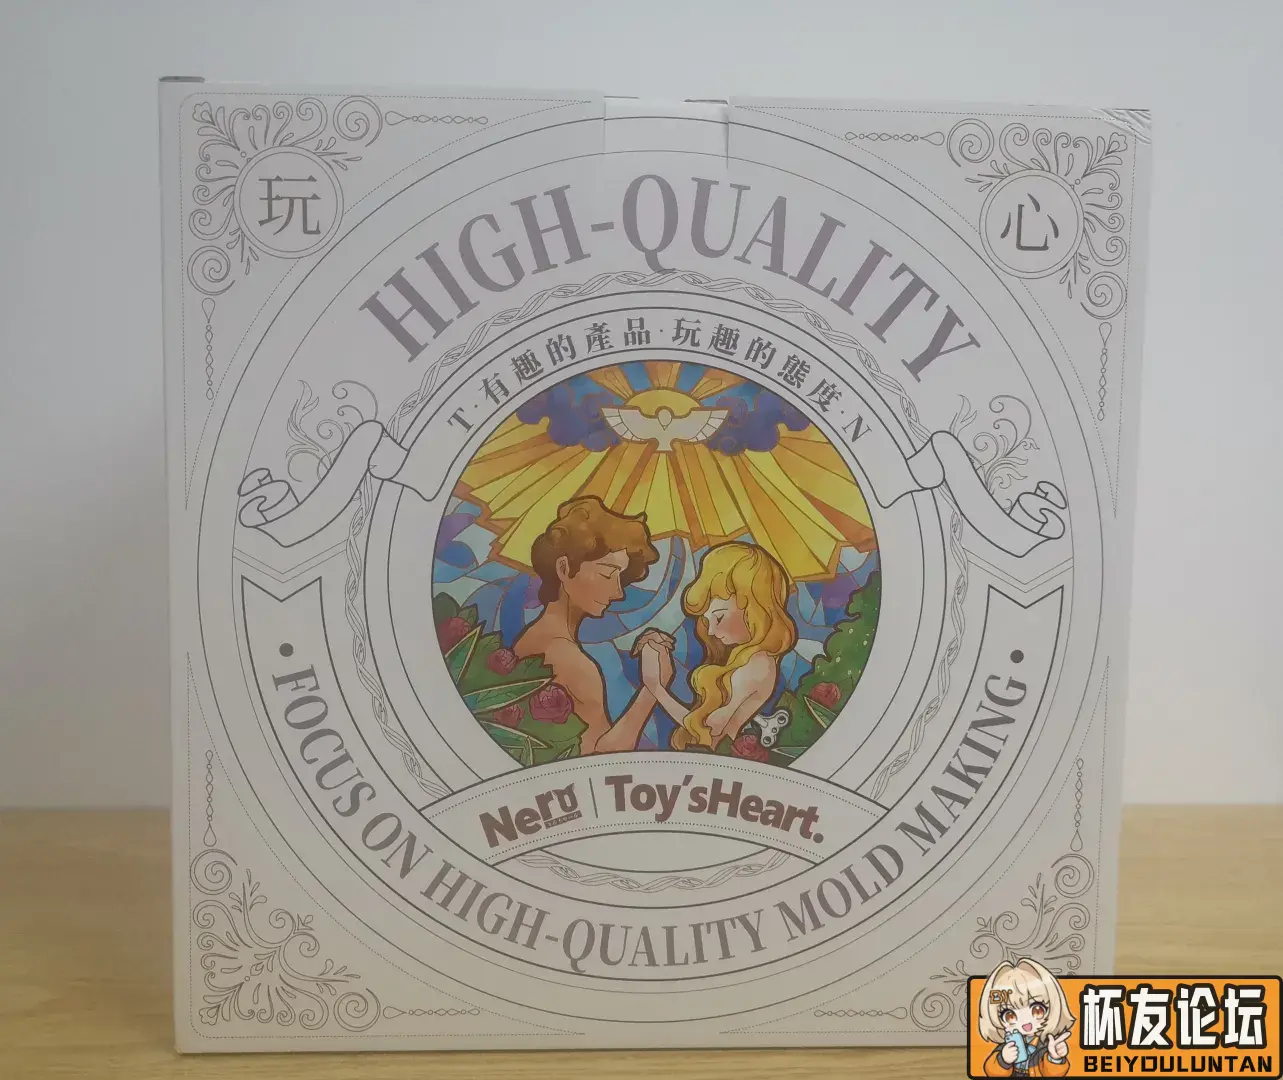 玩
心
HIGH-QUALITY
T·有趣的產品·玩趣的態度·N
Nero
Toy'sHeart.
·FOCUS ON HIGH-QUALITY MOLD MAKING·
杯友论坛
BEIYOULUNTAN